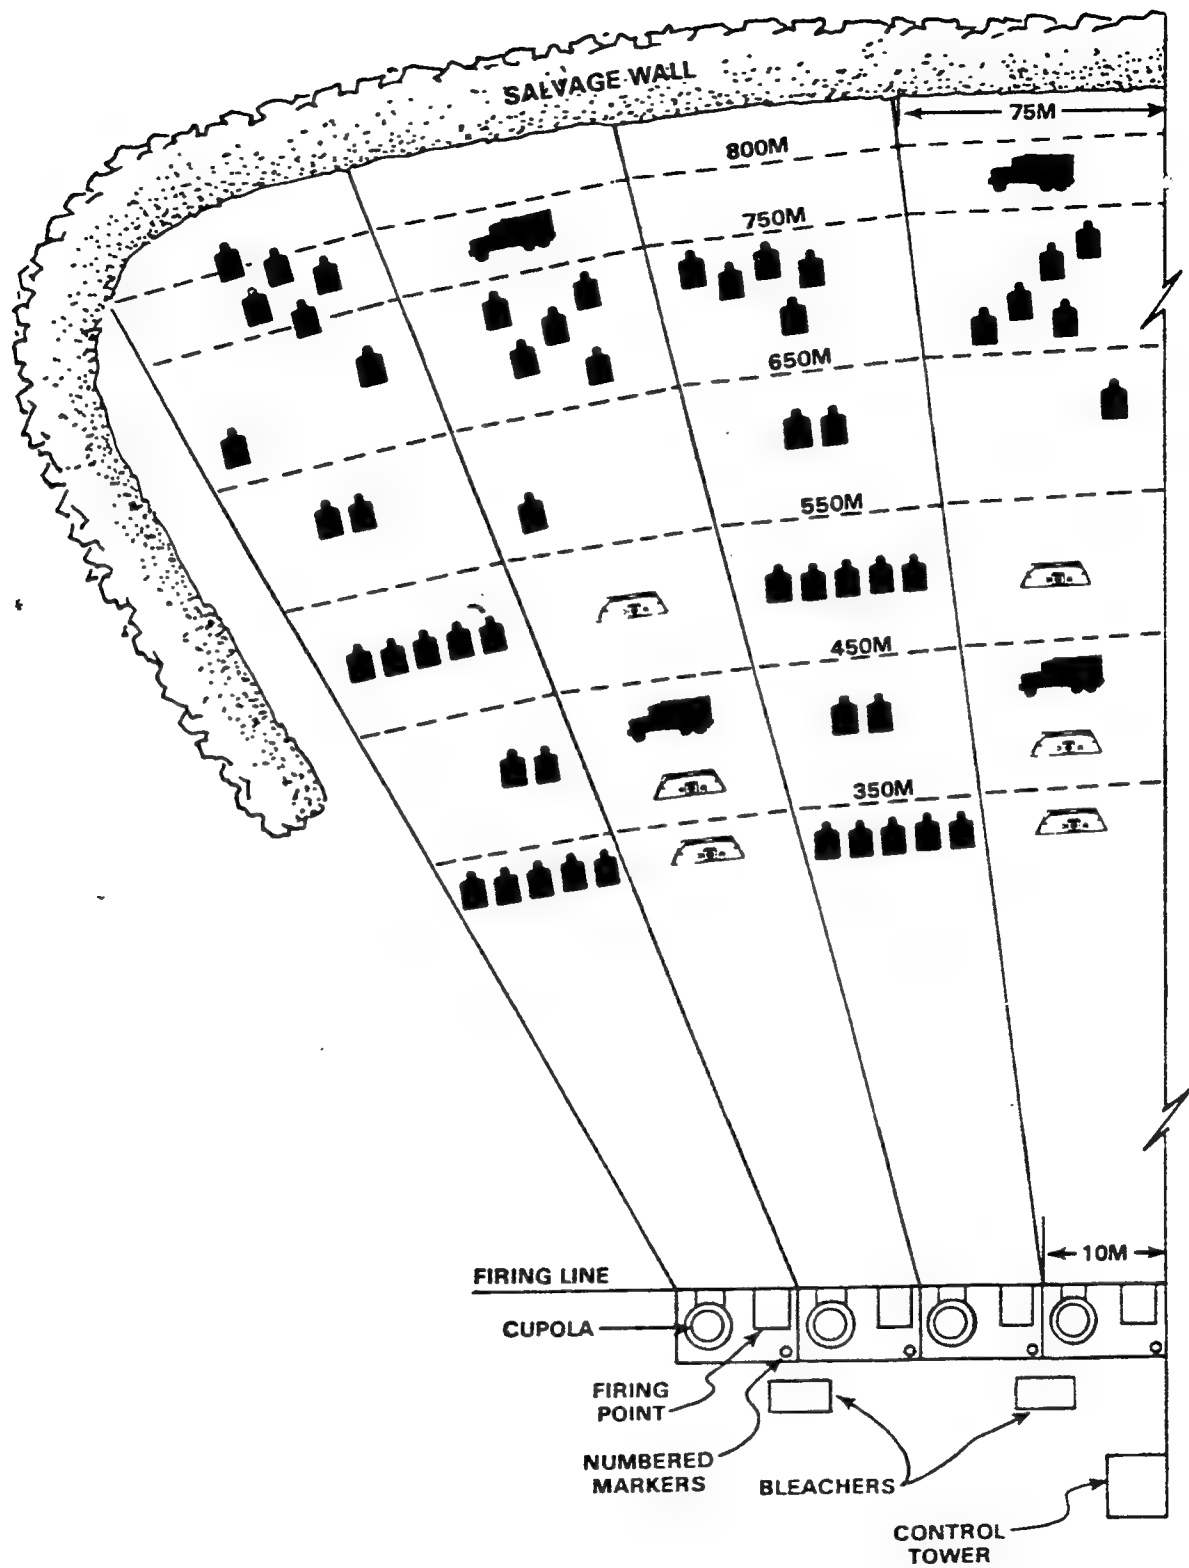 SALVAGE WALL
75M
800M
750M
650M
550M
450M
350M
10M
FIRING LINE
CUPOLA
FIRING
POINT
NUMBERED
MARKERS
BLEACHERS
CONTROL
TOWER